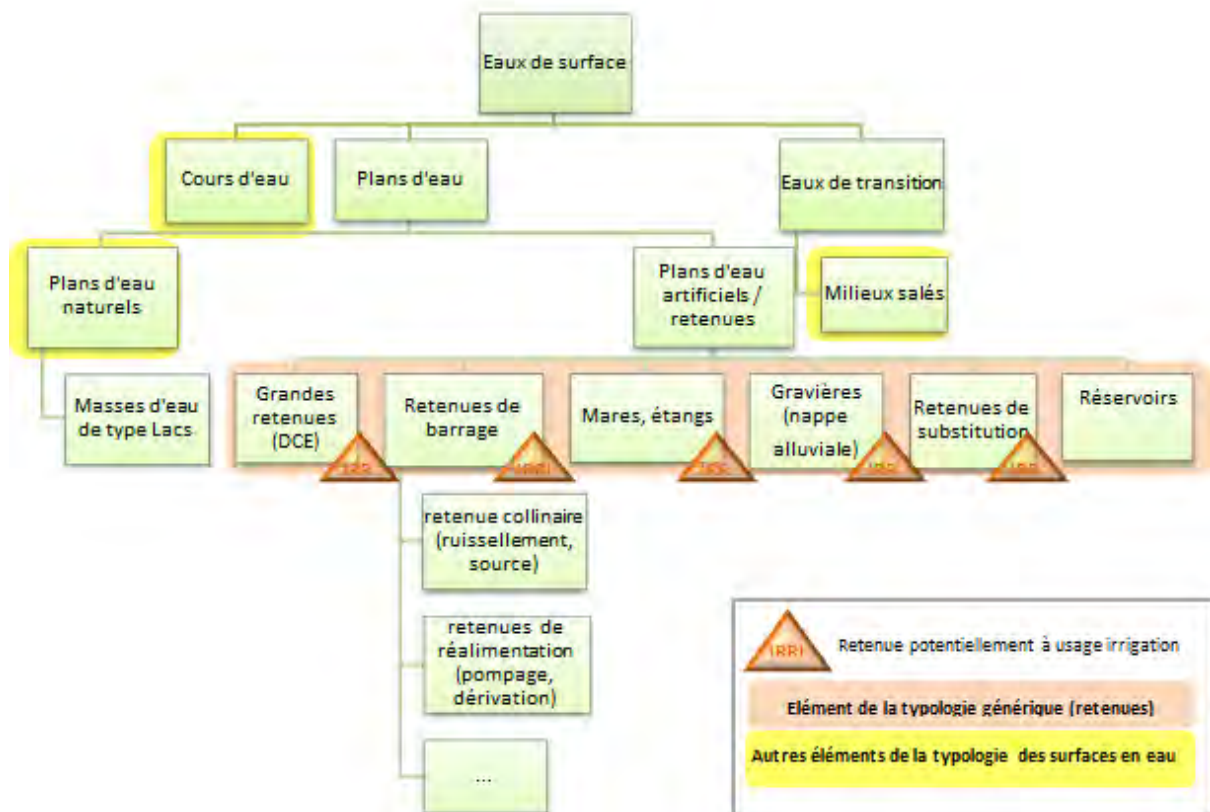 Eaux de surface
Cours d'eau
Plans d'eau
Eaux de transition
Plans d'eau
naturels
Plans d'eau
artificiels /
retenues
Milieux salés
Masses d'eau
de type Lacs
Grandes
retenues
(DCE)
Retenues de
barrage
Mares, étangs
Gravières
(nappe
alluviale)
Retenues de
substitution
Réservoirs
retenue collinaire
(ruissellement,
source)
retenues de
réalimentation
(pompage,
dérivation)
...
IRRI
Retenue potentiellement à usage irrigation
Elément de la typologie générique (retenues)
Autres éléments de la typologie des surfaces en eau